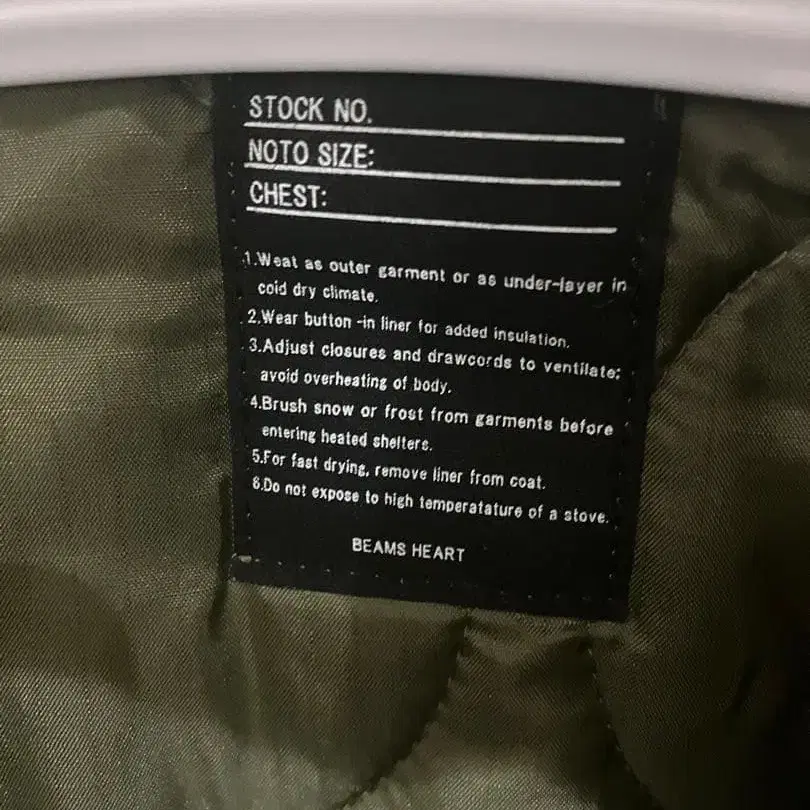 STOCK NO.
NOTO SIZE:
CHEST:
1.Weat as outer garment or as under-layer in
coid dry climate.
2.Wear button -in liner for added insulation.
3.Adjust closures and drawcords to ventilate;
avoid overheating of body.
4.Brush snow or frost from garments before
entering heated shelters.
5.For fast drying, remove liner from coat.
6.Do not expose to high temperatature of a stove.
BEAMS HEART